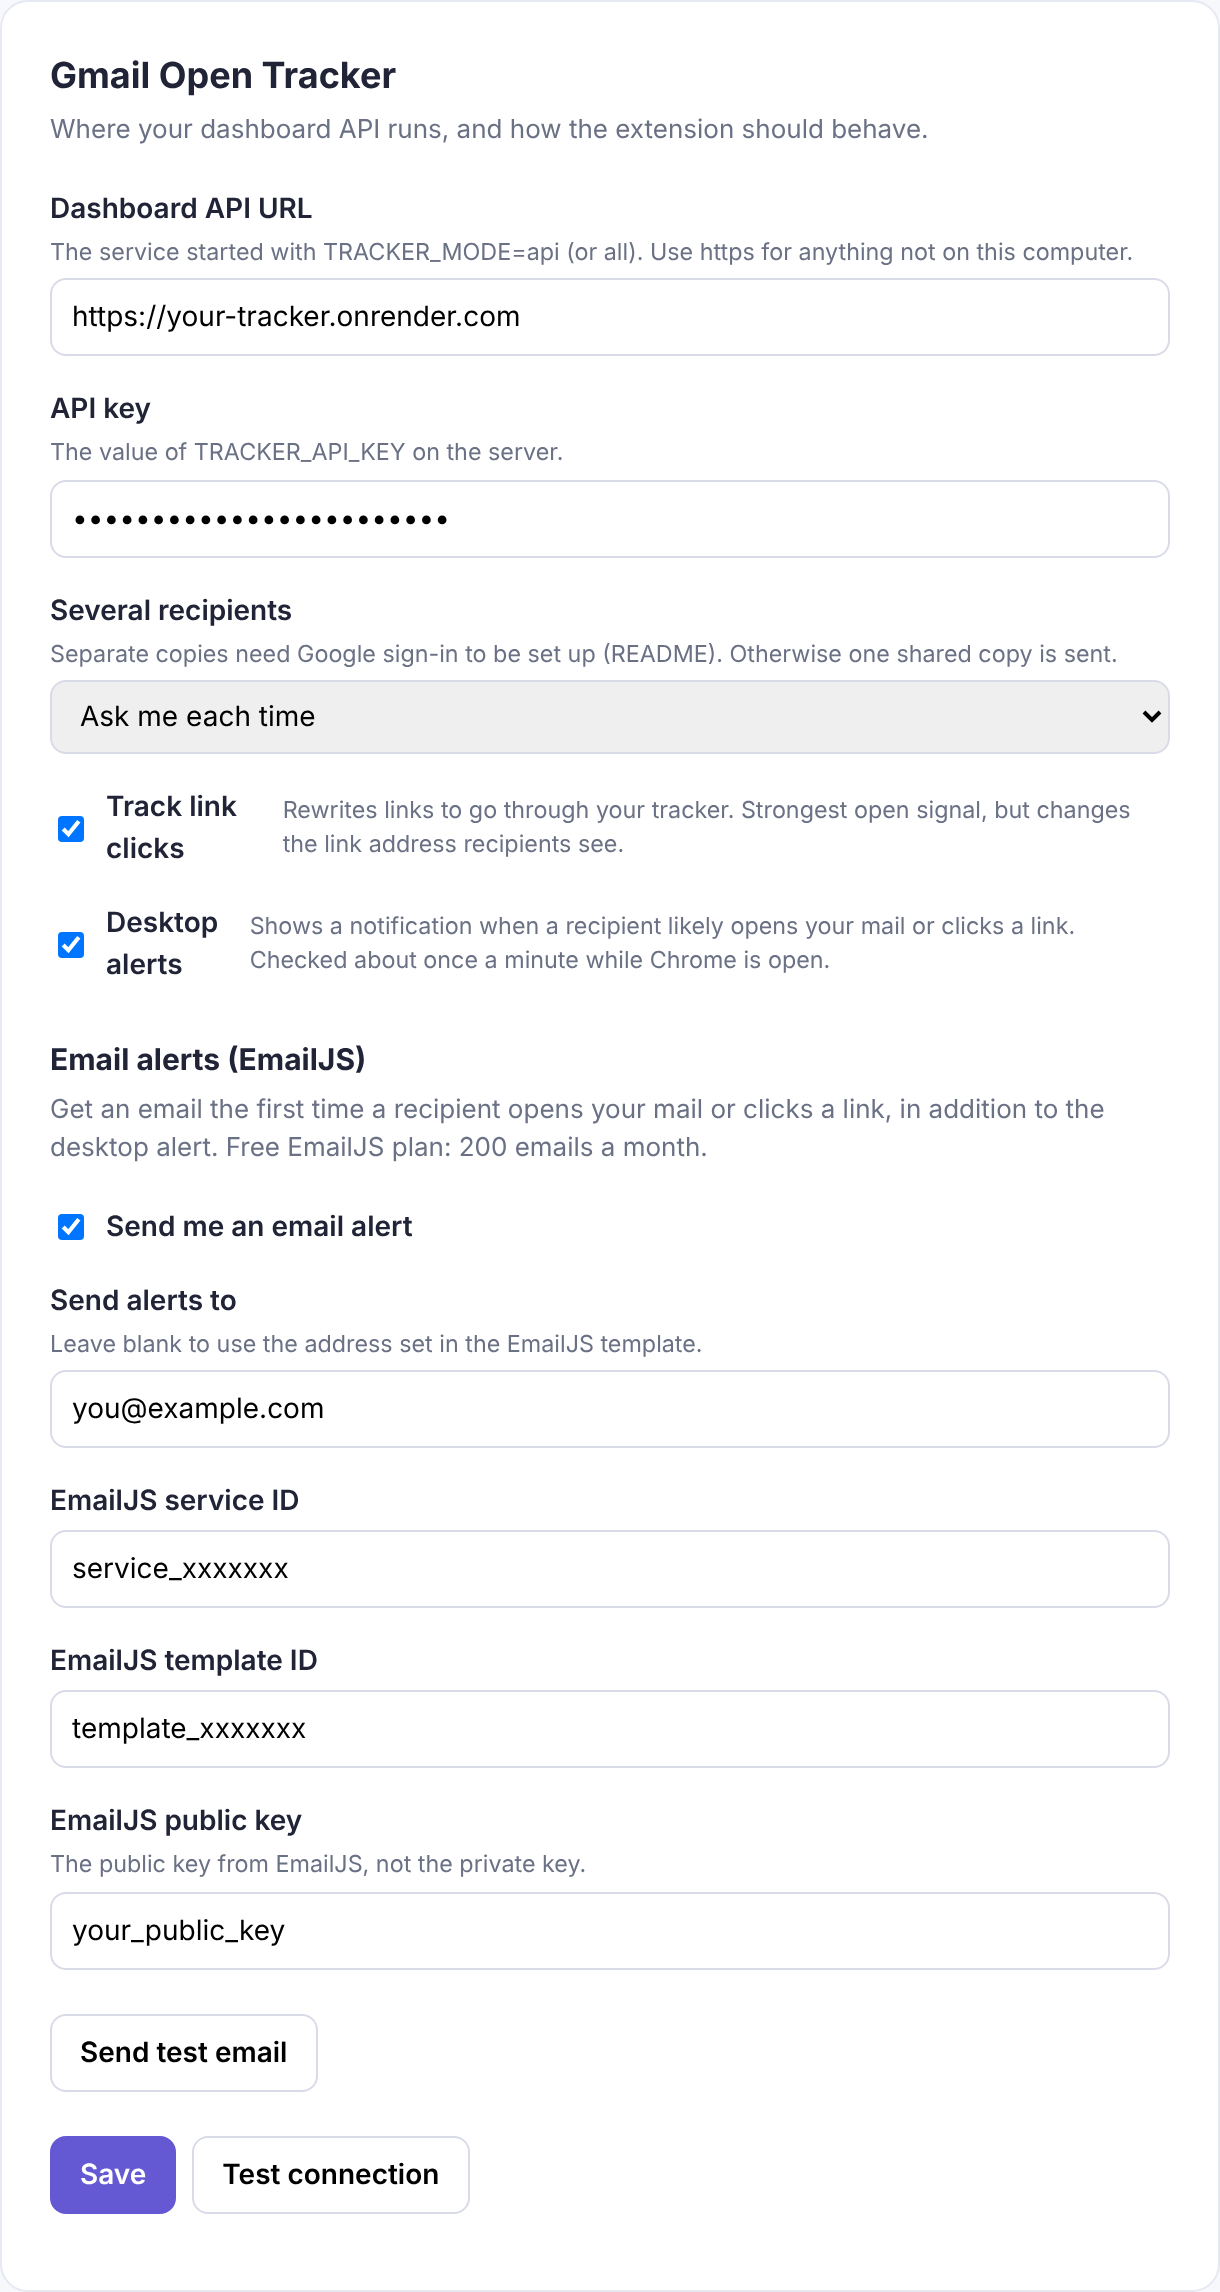 Gmail Open Tracker
Where your dashboard API runs, and how the extension should behave.
Dashboard API URL
The service started with TRACKER_MODE=api (or all). Use https for anything not on this computer.
https://your-tracker.onrender.com
API key
The value of TRACKER_API_KEY on the server.
••••••••••••••••••••••••
Several recipients
Separate copies need Google sign-in to be set up (README). Otherwise one shared copy is sent.
Ask me each time
Track link
clicks
Rewrites links to go through your tracker. Strongest open signal, but changes
the link address recipients see.
Desktop
alerts
Shows a notification when a recipient likely opens your mail or clicks a link.
Checked about once a minute while Chrome is open.
Email alerts (EmailJS)
Get an email the first time a recipient opens your mail or clicks a link, in addition to the
desktop alert. Free EmailJS plan: 200 emails a month.
Send me an email alert
Send alerts to
Leave blank to use the address set in the EmailJS template.
you@example.com
EmailJS service ID
service_xxxxxxx
EmailJS template ID
template_xxxxxxx
EmailJS public key
The public key from EmailJS, not the private key.
your_public_key
Send test email
Save
Test connection